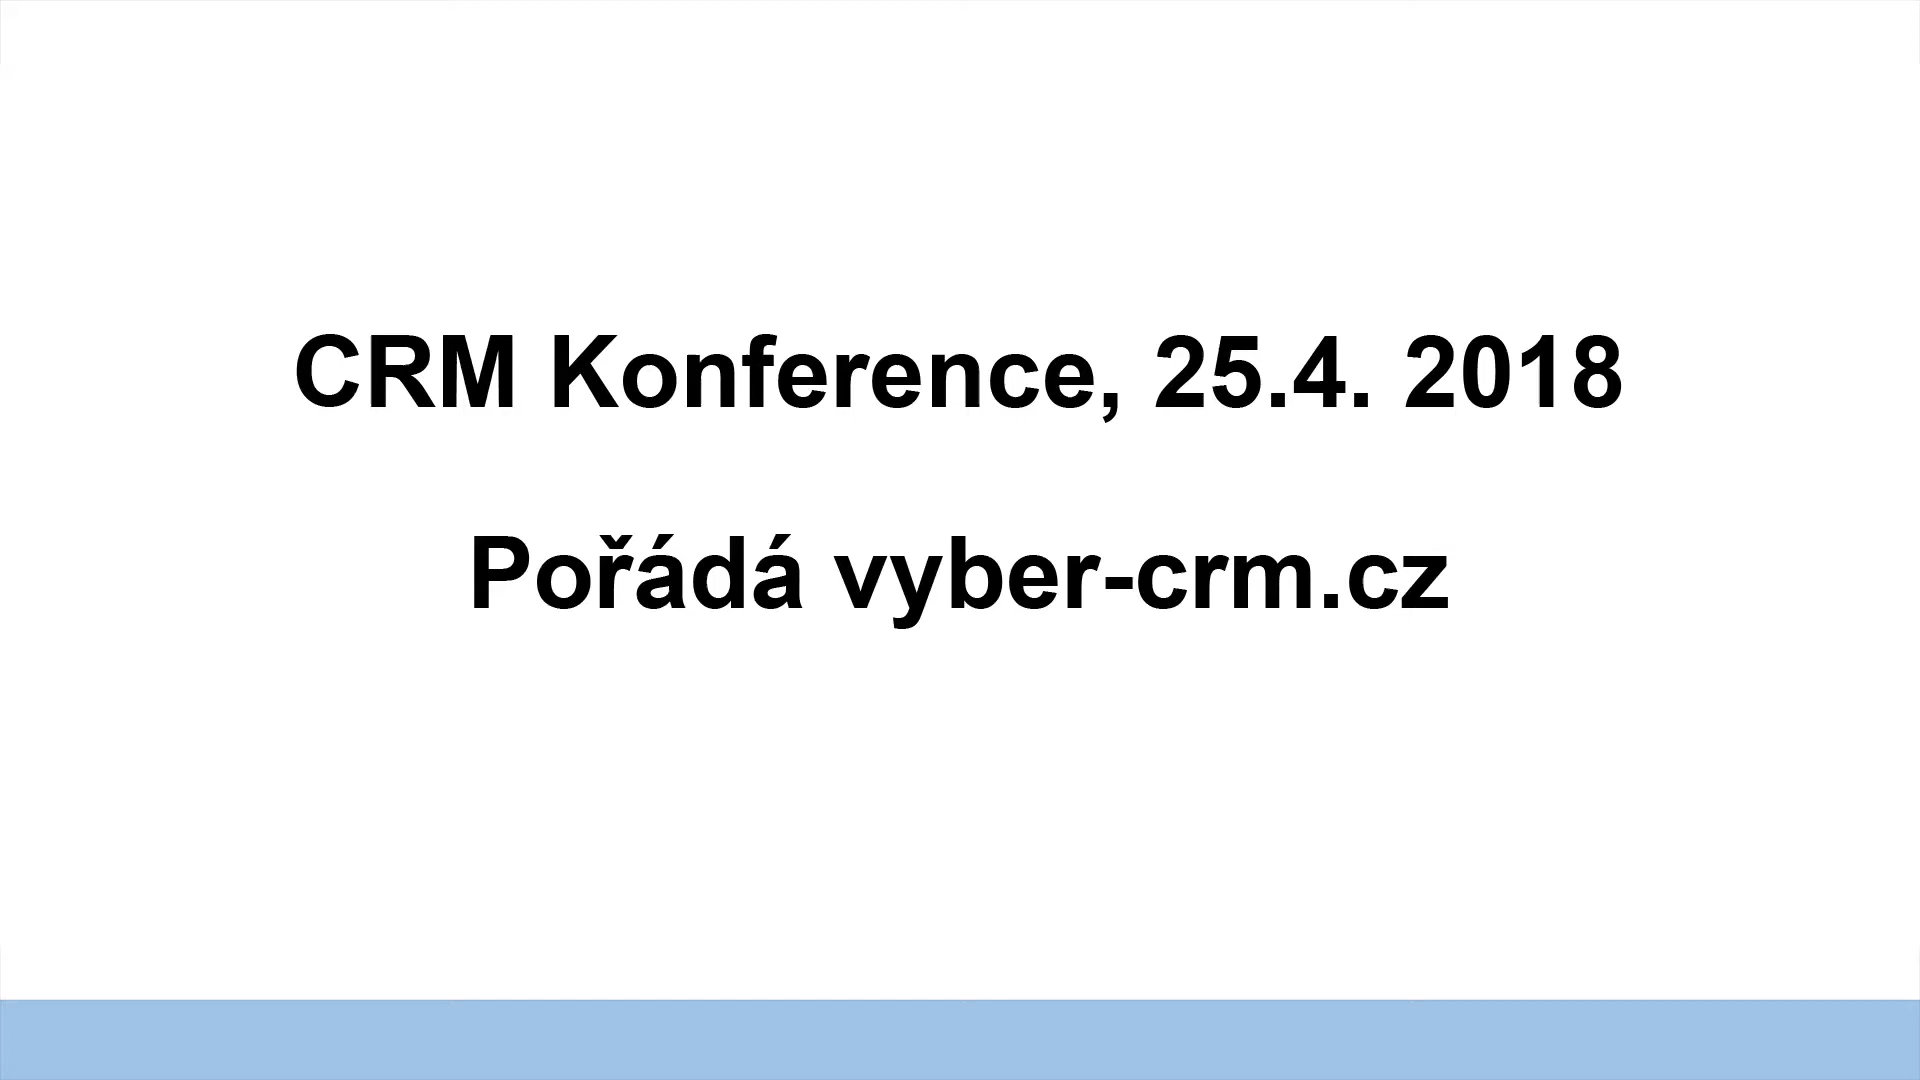 CRM Konference, 25.4. 2018
Pořádá vyber-crm.cz